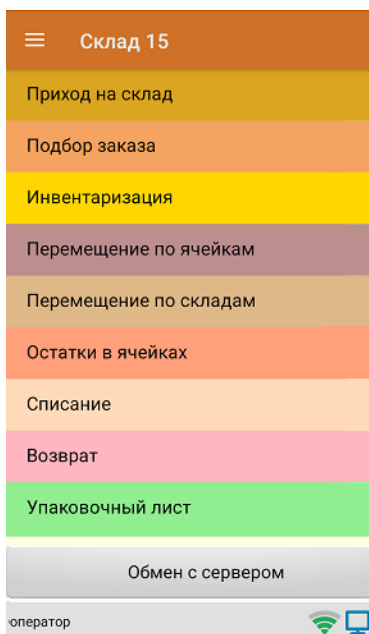 Склад 15
Приход на склад
Подбор заказа
Инвентаризация
Перемещение по ячейкам
Перемещение по складам
Остатки в ячейках
Списание
Возврат
Упаковочный лист
Обмен с сервером
оператор